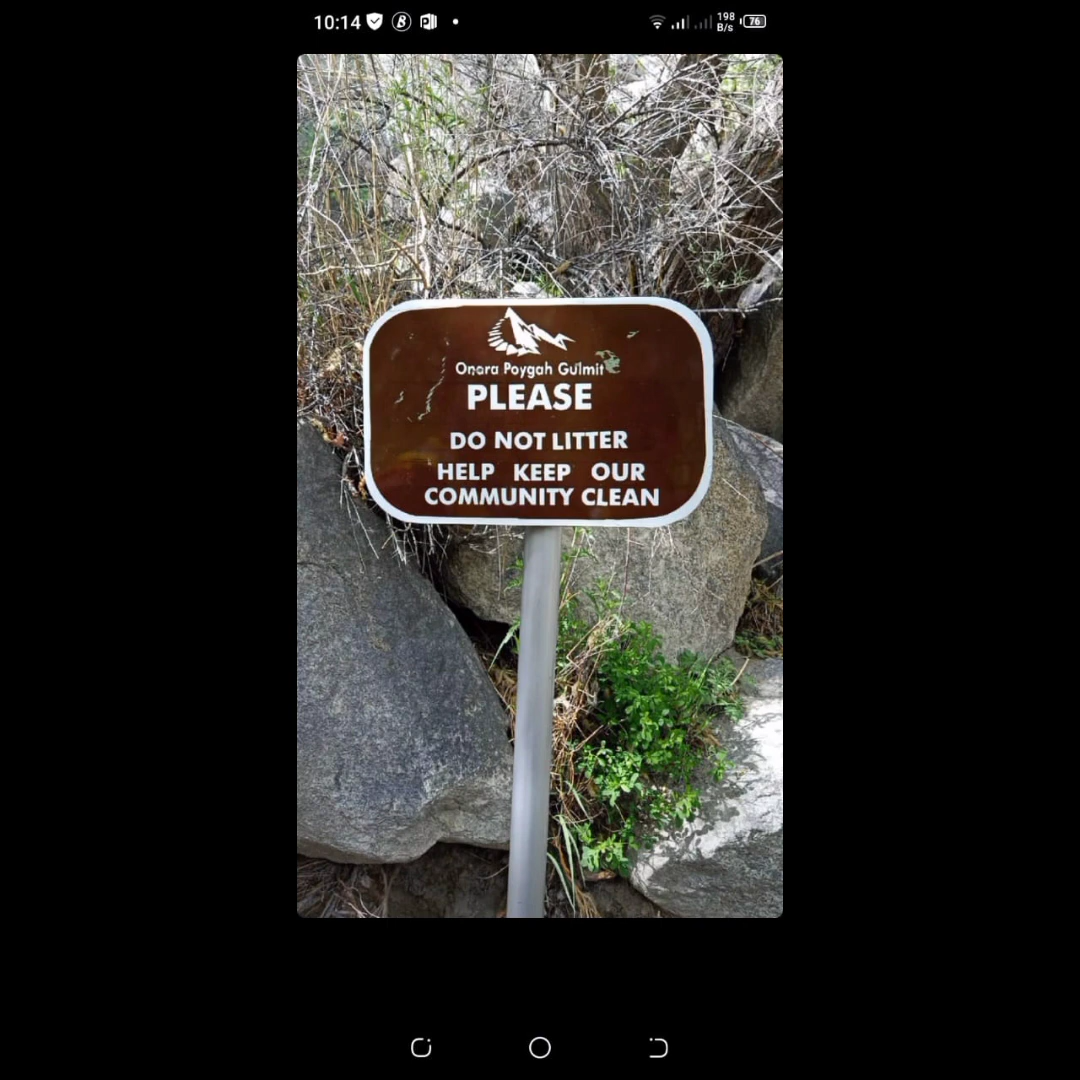 10:14
198
B/s
76
Onara Poygah Gulmit
PLEASE
DO NOT LITTER
HELP KEEP OUR
COMMUNITY CLEAN